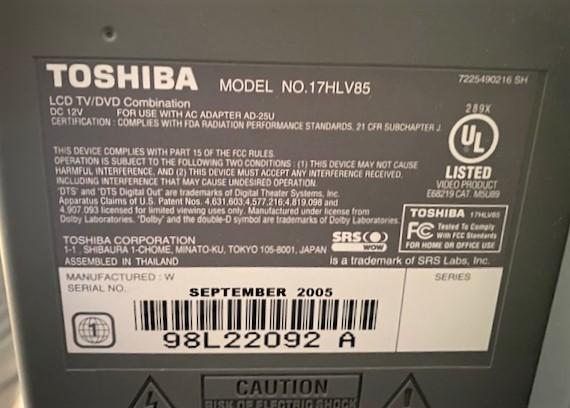 TOSHIBA MODEL NO.17HLV85 7225490216 SH
LCD TV/DVD Combination
DC 12V FOR USE WITH AC ADAPTER AD-25U
CERTIFICATION : COMPLIES WITH FDA RADIATION PERFORMANCE STANDARDS, 21 CFR SUBCHAPTER J.
289X
UL
LISTED
VIDEO PRODUCT
E68219 CAT. M5U89
THIS DEVICE COMPLIES WITH PART 15 OF THE FCC RULES.
OPERATION IS SUBJECT TO THE FOLLOWING TWO CONDITIONS : (1) THIS DEVICE MAY NOT CAUSE
HARMFUL INTERFERENCE, AND (2) THIS DEVICE MUST ACCEPT ANY INTERFERENCE RECEIVED,
INCLUDING INTERFERENCE THAT MAY CAUSE UNDESIRED OPERATION.
"DTS" and "DTS Digital Out" are trademarks of Digital Theater Systems, Inc.
Apparatus Claims of U.S. Patent Nos. 4,631,603,4,577,216,4,819,098 and
4,907,093 licensed for limited viewing uses only. Manufactured under license from
Dolby Laboratories. "Dolby" and the double-D symbol are trademarks of Dolby Laboratories.
TOSHIBA 17HLV85
FC Tested To Comply
With FCC Standards
FOR HOME OR OFFICE USE
TOSHIBA CORPORATION
1-1, SHIBAURA 1-CHOME, MINATO-KU, TOKYO 105-8001, JAPAN
ASSEMBLED IN THAILAND
SRS
WOW
is a trademark of SRS Labs, Inc.
MANUFACTURED : W
SERIAL NO.
SERIES
SEPTEMBER 2005
1
98L22092 A
CAUTION
RISK OF ELECTRIC SHOCK